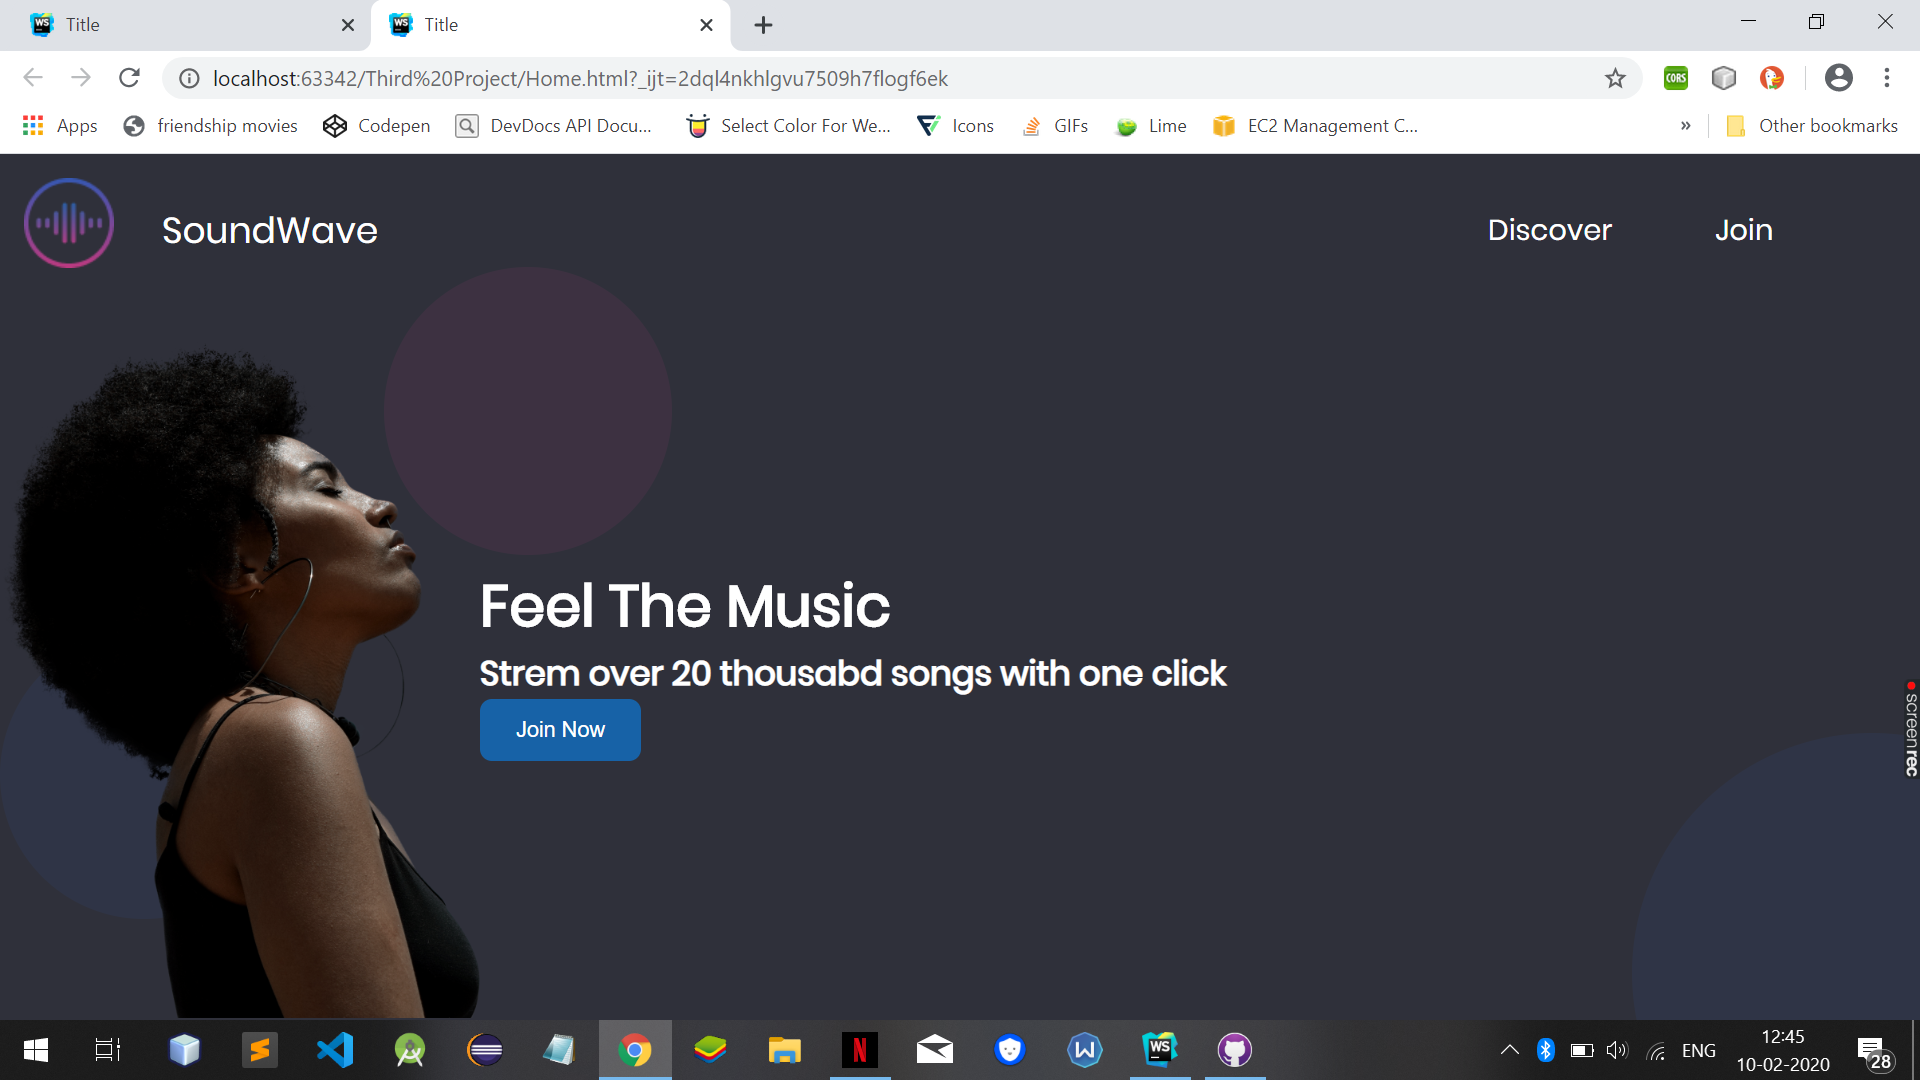 Title
Title
localhost:63342/Third%20Project/Home.html?_ijt=2dql4nkhlgvu7509h7flogf6ek
CORS
Apps
friendship movies
Codepen
DevDocs API Docu...
Select Color For We...
Icons
GIFs
Lime
EC2 Management C...
»
Other bookmarks
SoundWave
Discover
Join
Feel The Music
Strem over 20 thousabd songs with one click
Join Now
screenrec
WS
ENG
12:45
10-02-2020
28